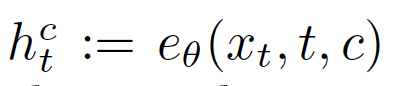 h_t^c := e_θ(x_t, t, c)